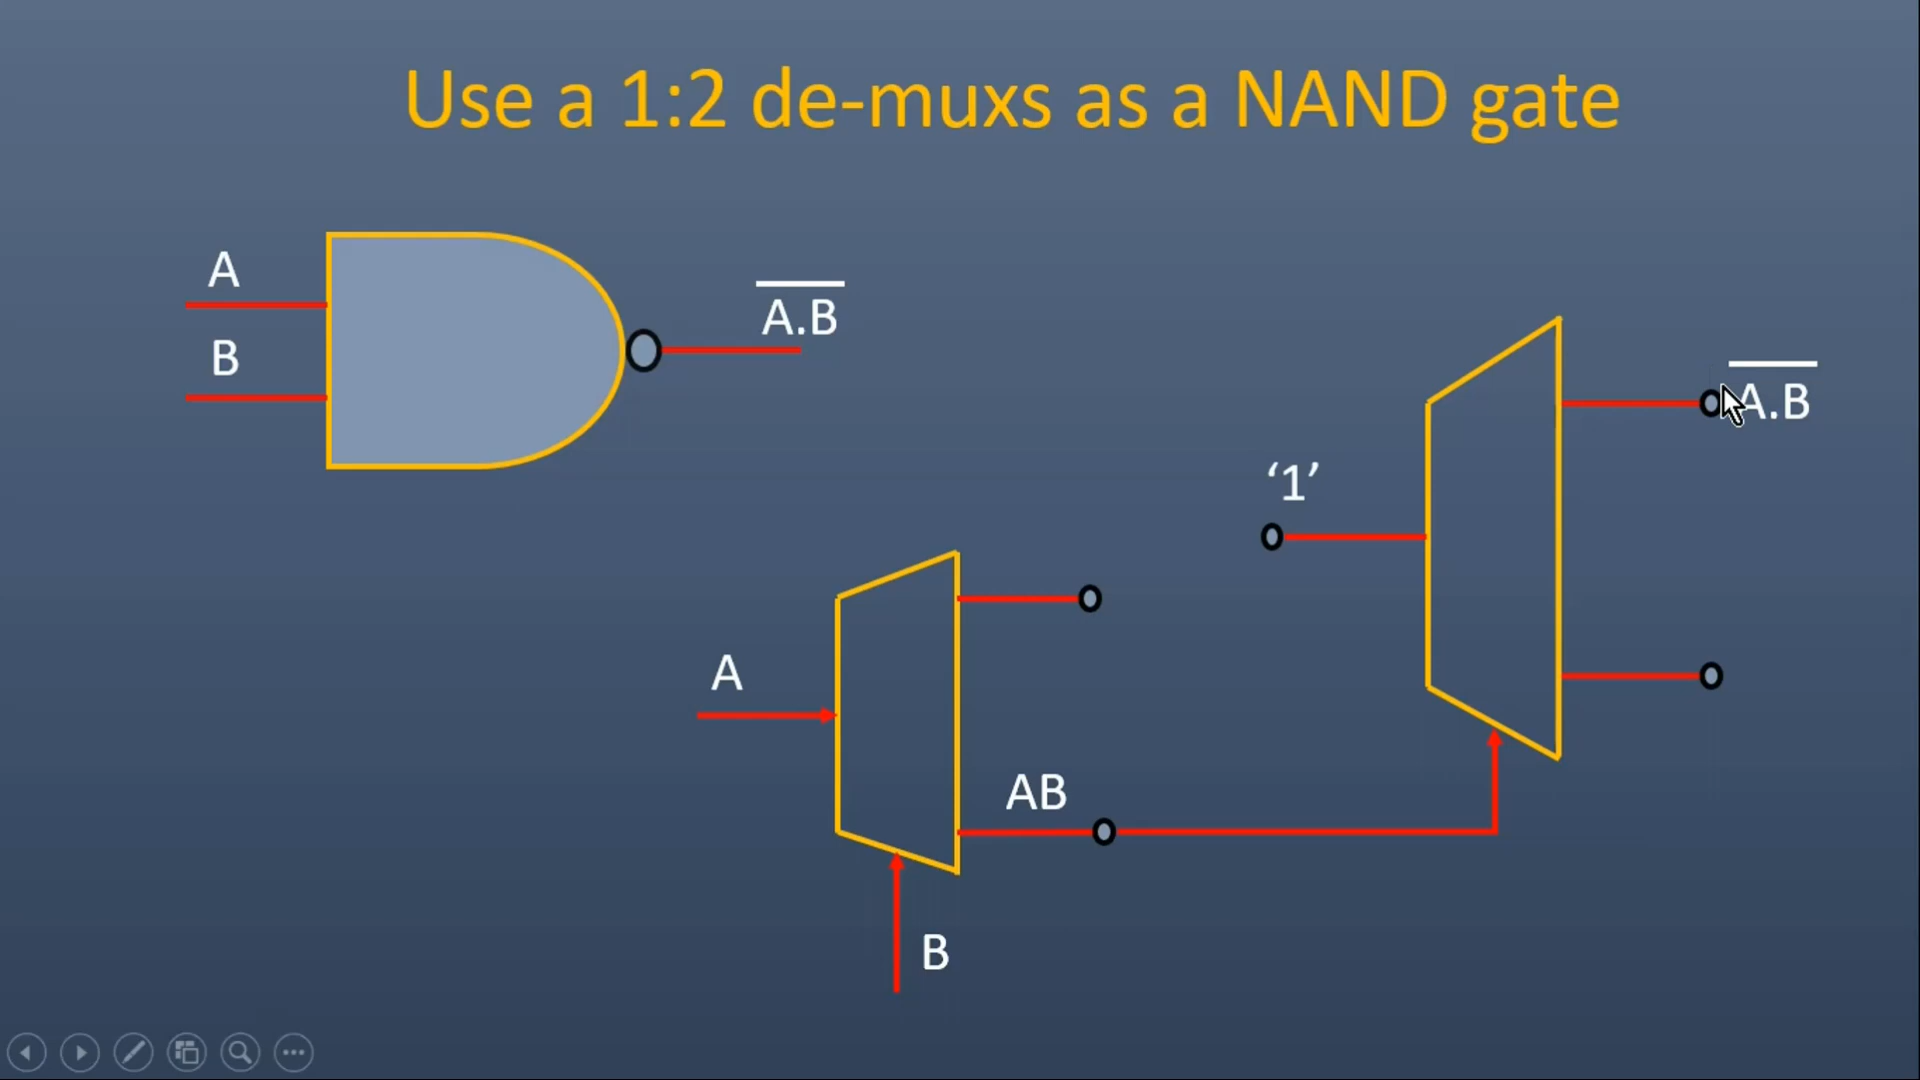 Use a 1:2 de-muxs as a NAND gate
A
B
A.B
A.B
‘1’
A
AB
B